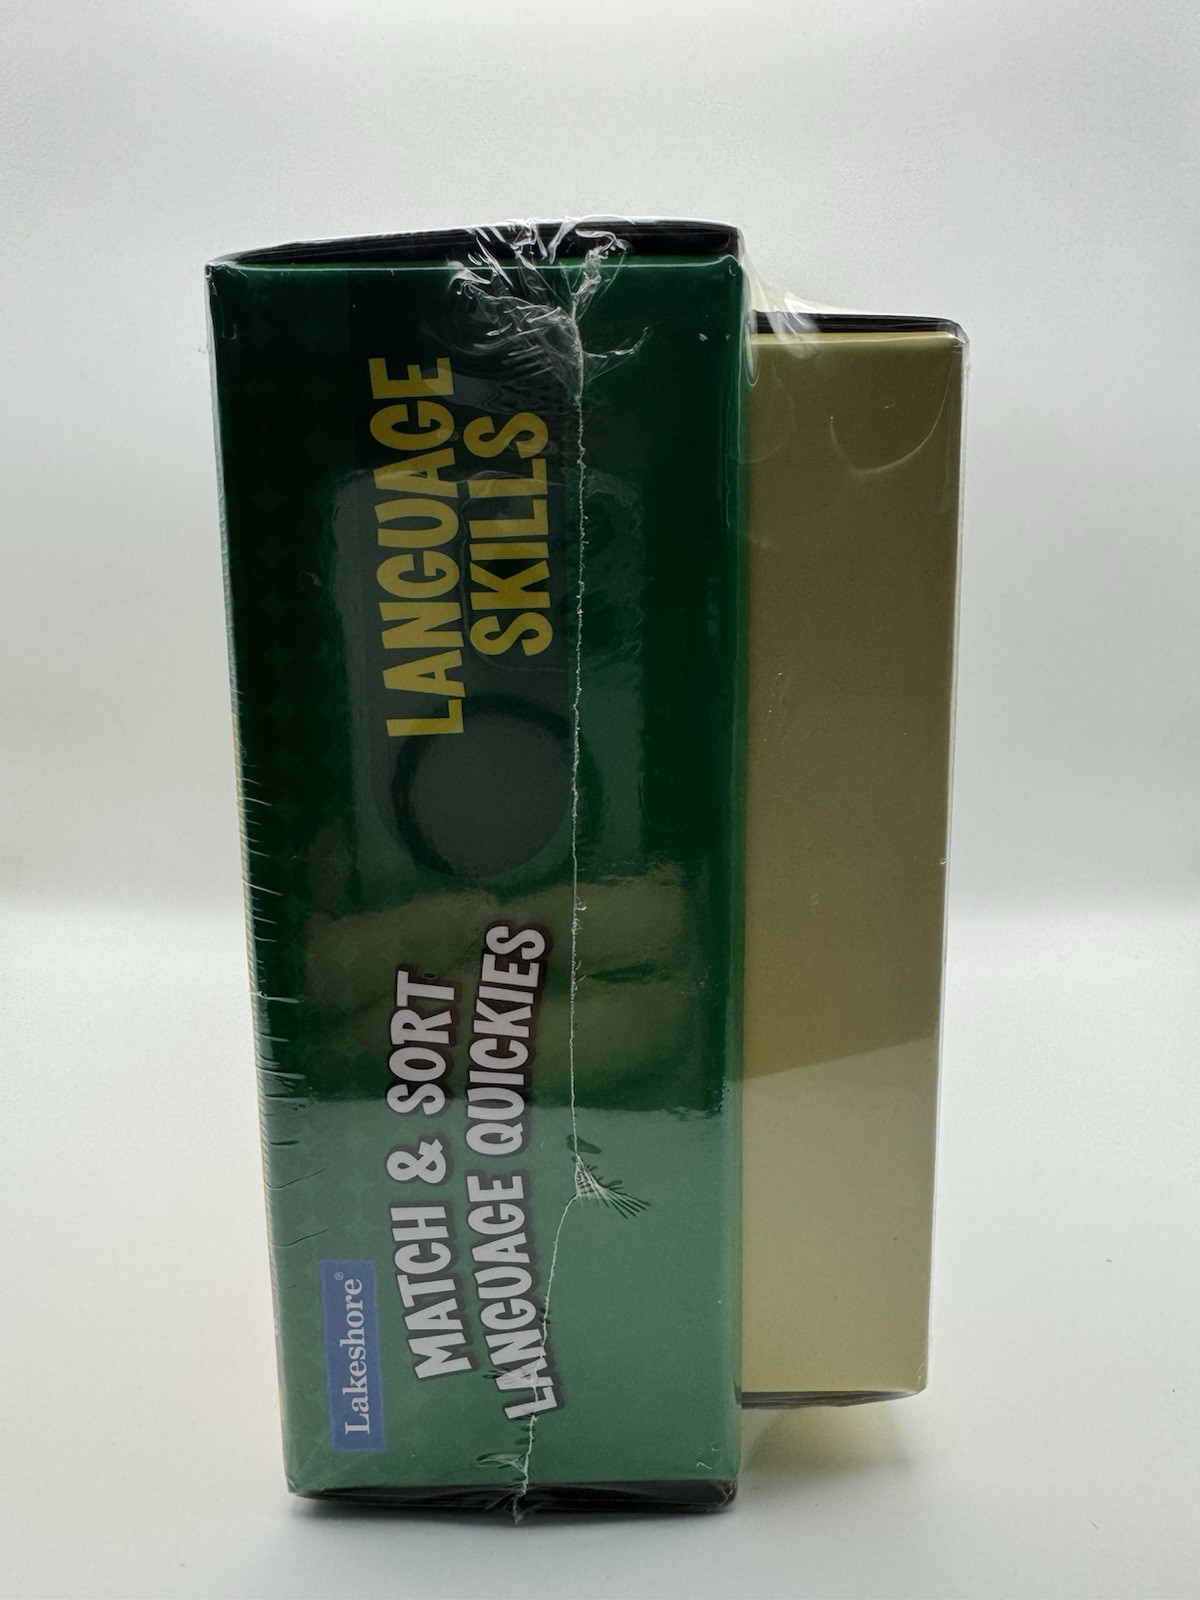 Lakeshore®
MATCH & SORT
LANGUAGE QUICKIES
LANGUAGE
SKILLS